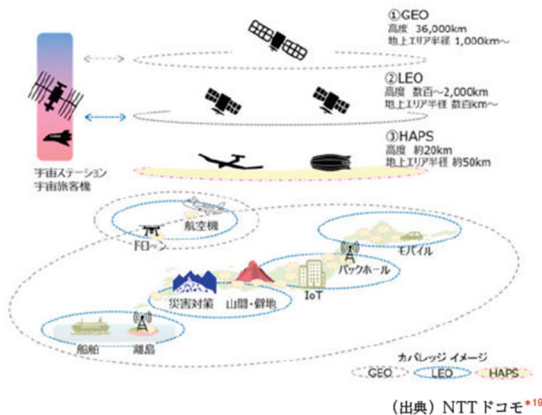 ①GEO
高度 36,000km
地上エリア半径 1,000km～
②LEO
高度 数百～2,000km
地上エリア半径 数百km～
③HAPS
高度 約20km
地上エリア半径 約50km
宇宙ステーション
宇宙旅客機
航空機
ドローン
モバイル
バックホール
IoT
災害対策
山間・僻地
船舶
離島
カバレッジ イメージ
GEO
LEO
HAPS
(出典) NTTドコモ*19